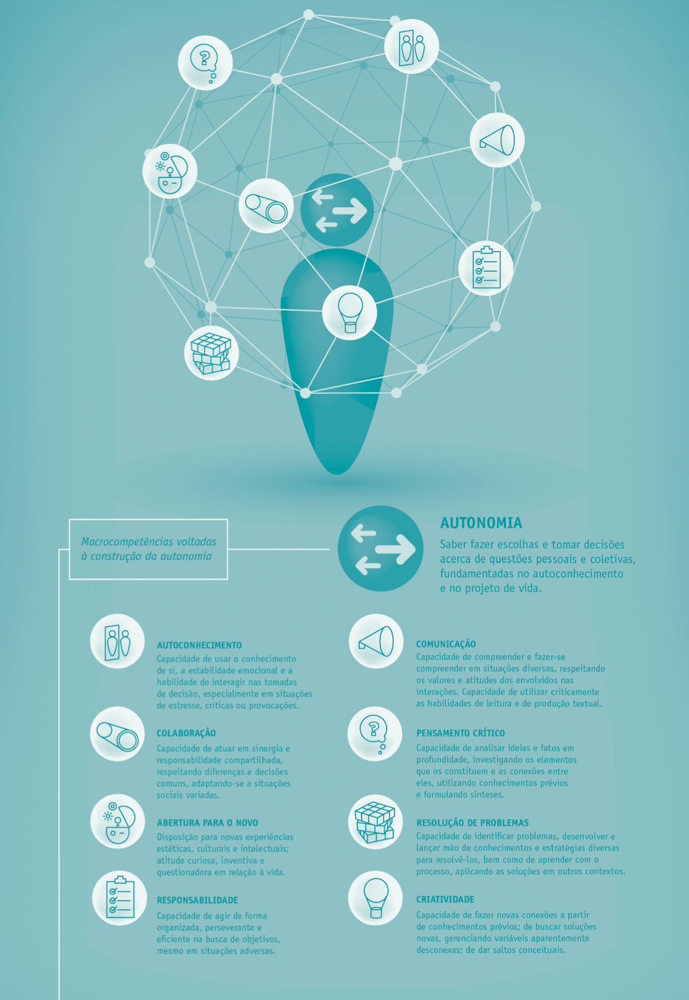 Macrocompetências voltadas
à construção da autonomia
AUTONOMIA
Saber fazer escolhas e tomar decisões
acerca de questões pessoais e coletivas,
fundamentadas no autoconhecimento
e no projeto de vida.
AUTOCONHECIMENTO
Capacidade de usar o conhecimento
de si, a estabilidade emocional e a
habilidade de interagir nas tomadas
de decisão, especialmente em situações
de estresse, críticas ou provocações.
COLABORAÇÃO
Capacidade de atuar em sinergia e
responsabilidade compartilhada,
respeitando diferenças e decisões
comuns, adaptando-se a situações
sociais variadas.
ABERTURA PARA O NOVO
Disposição para novas experiências
estéticas, culturais e intelectuais;
atitude curiosa, inventiva e
questionadora em relação à vida.
RESPONSABILIDADE
Capacidade de agir de forma
organizada, perseverante e
eficiente na busca de objetivos,
mesmo em situações adversas.
COMUNICAÇÃO
Capacidade de compreender e fazer-se
compreender em situações diversas, respeitando
os valores e atitudes dos envolvidos nas
interações. Capacidade de utilizar criticamente
as habilidades de leitura e de produção textual.
PENSAMENTO CRÍTICO
Capacidade de analisar ideias e fatos em
profundidade, investigando os elementos
que os constituem e as conexões entre
eles, utilizando conhecimentos prévios
e formulando sínteses.
RESOLUÇÃO DE PROBLEMAS
Capacidade de identificar problemas, desenvolver e
lançar mão de conhecimentos e estratégias diversas
para resolvê-los, bem como de aprender com o
processo, aplicando as soluções em outros contextos.
CRIATIVIDADE
Capacidade de fazer novas conexões a partir
de conhecimentos prévios; de buscar soluções
novas, gerenciando variáveis aparentemente
desconexas; de dar saltos conceituais.